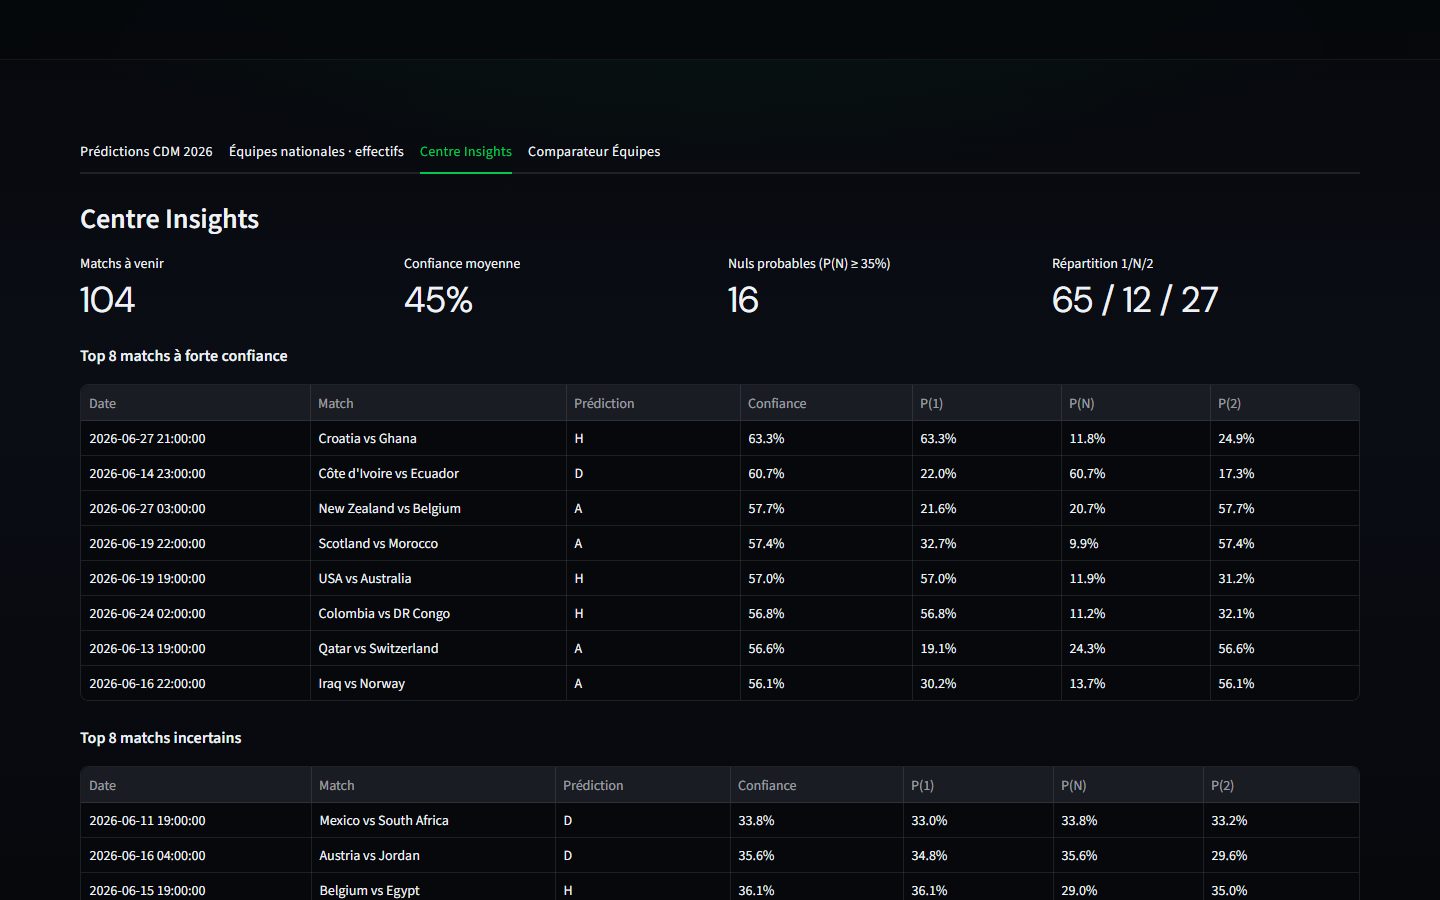 Prédictions CDM 2026 Équipes nationales · effectifs Centre Insights Comparateur Équipes
Centre Insights
Matchs à venir Confiance moyenne Nuls probables (P(N) ≥ 35%) Répartition 1/N/2
104 45% 16 65 / 12 / 27
Top 8 matchs à forte confiance
Date Match Prédiction Confiance P(1) P(N) P(2)
2026-06-27 21:00:00 Croatia vs Ghana H 63.3% 63.3% 11.8% 24.9%
2026-06-14 23:00:00 Côte d'Ivoire vs Ecuador D 60.7% 22.0% 60.7% 17.3%
2026-06-27 03:00:00 New Zealand vs Belgium A 57.7% 21.6% 20.7% 57.7%
2026-06-19 22:00:00 Scotland vs Morocco A 57.4% 32.7% 9.9% 57.4%
2026-06-19 19:00:00 USA vs Australia H 57.0% 57.0% 11.9% 31.2%
2026-06-24 02:00:00 Colombia vs DR Congo H 56.8% 56.8% 11.2% 32.1%
2026-06-13 19:00:00 Qatar vs Switzerland A 56.6% 19.1% 24.3% 56.6%
2026-06-16 22:00:00 Iraq vs Norway A 56.1% 30.2% 13.7% 56.1%
Top 8 matchs incertains
Date Match Prédiction Confiance P(1) P(N) P(2)
2026-06-11 19:00:00 Mexico vs South Africa D 33.8% 33.0% 33.8% 33.2%
2026-06-16 04:00:00 Austria vs Jordan D 35.6% 34.8% 35.6% 29.6%
2026-06-15 19:00:00 Belgium vs Egypt H 36.1% 36.1% 29.0% 35.0%